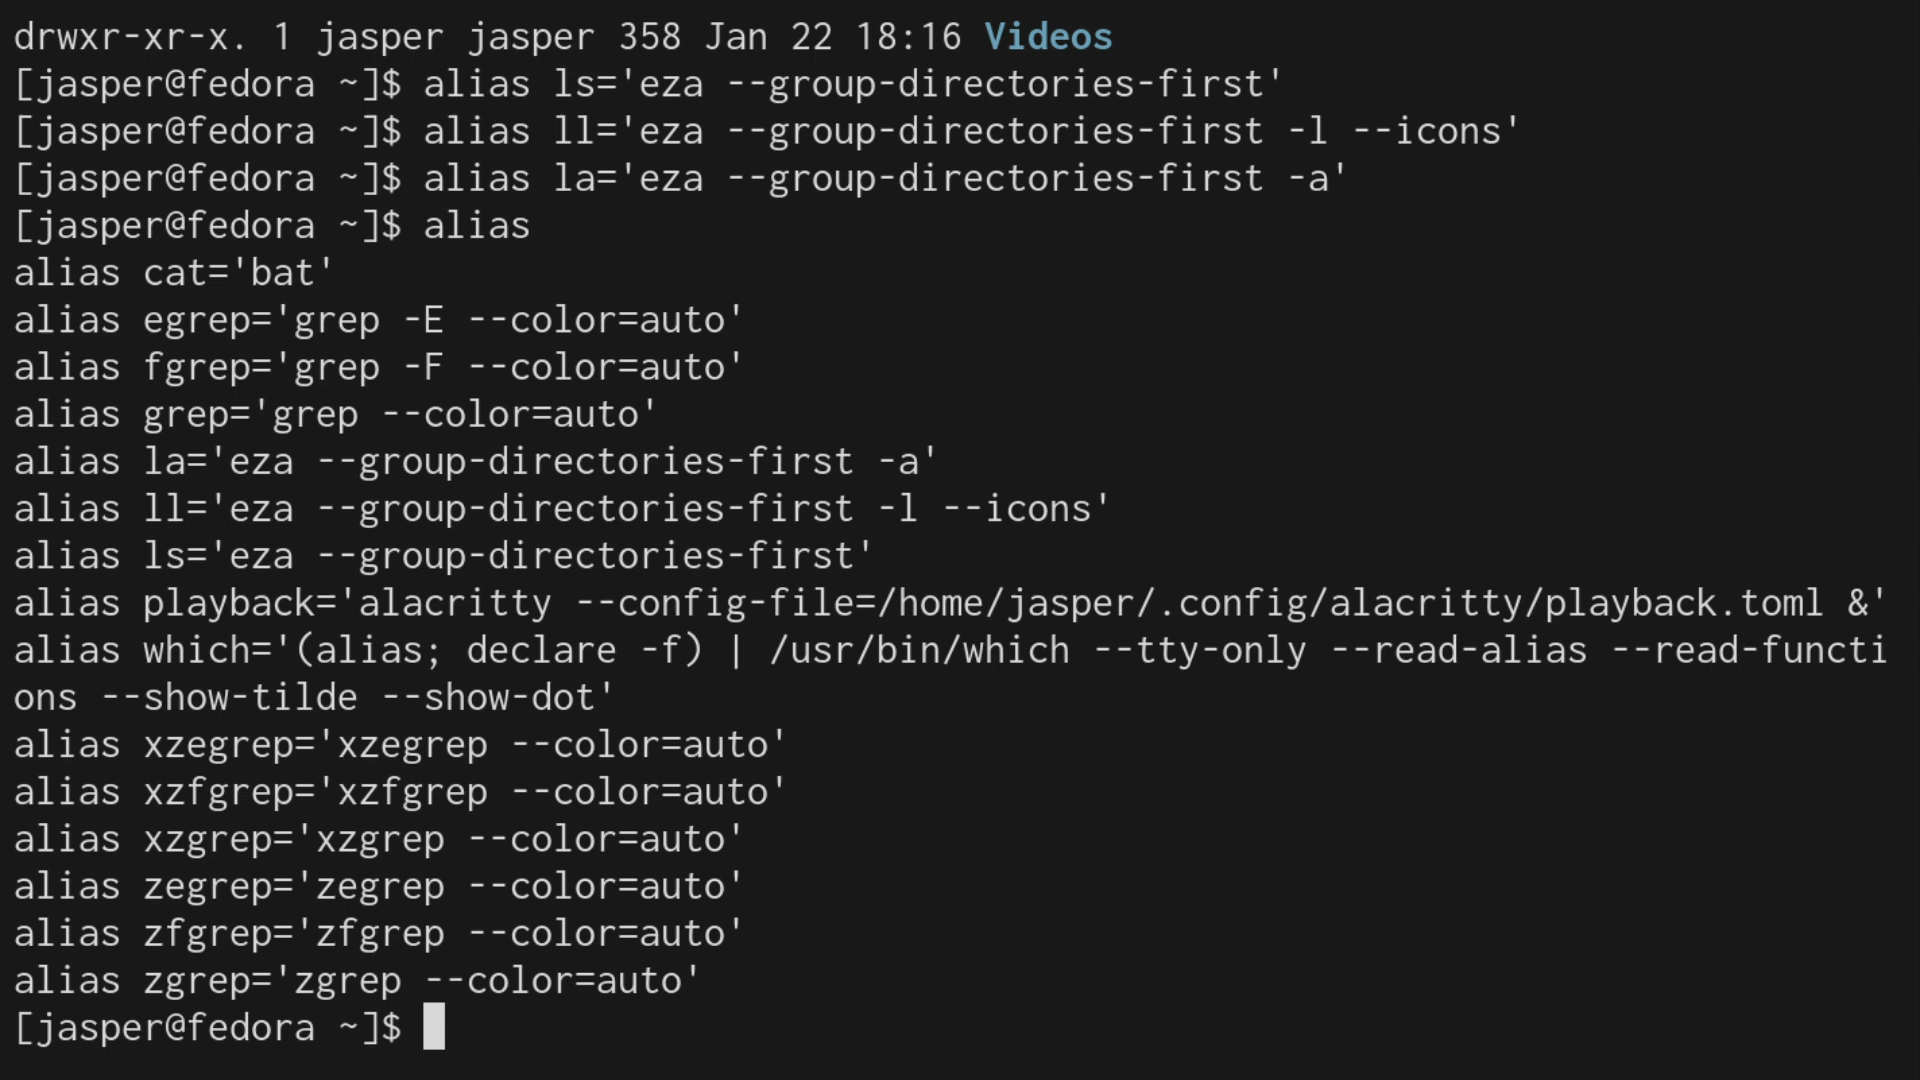 drwxr-xr-x. 1 jasper jasper 358 Jan 22 18:16 Videos
[jasper@fedora ~]$ alias ls='eza --group-directories-first'
[jasper@fedora ~]$ alias ll='eza --group-directories-first -l --icons'
[jasper@fedora ~]$ alias la='eza --group-directories-first -a'
[jasper@fedora ~]$ alias
alias cat='bat'
alias egrep='grep -E --color=auto'
alias fgrep='grep -F --color=auto'
alias grep='grep --color=auto'
alias la='eza --group-directories-first -a'
alias ll='eza --group-directories-first -l --icons'
alias ls='eza --group-directories-first'
alias playback='alacritty --config-file=/home/jasper/.config/alacritty/playback.toml &'
alias which='(alias; declare -f) | /usr/bin/which --tty-only --read-alias --read-functi
ons --show-tilde --show-dot'
alias xzegrep='xzegrep --color=auto'
alias xzfgrep='xzfgrep --color=auto'
alias xzgrep='xzgrep --color=auto'
alias zegrep='zegrep --color=auto'
alias zfgrep='zfgrep --color=auto'
alias zgrep='zgrep --color=auto'
[jasper@fedora ~]$